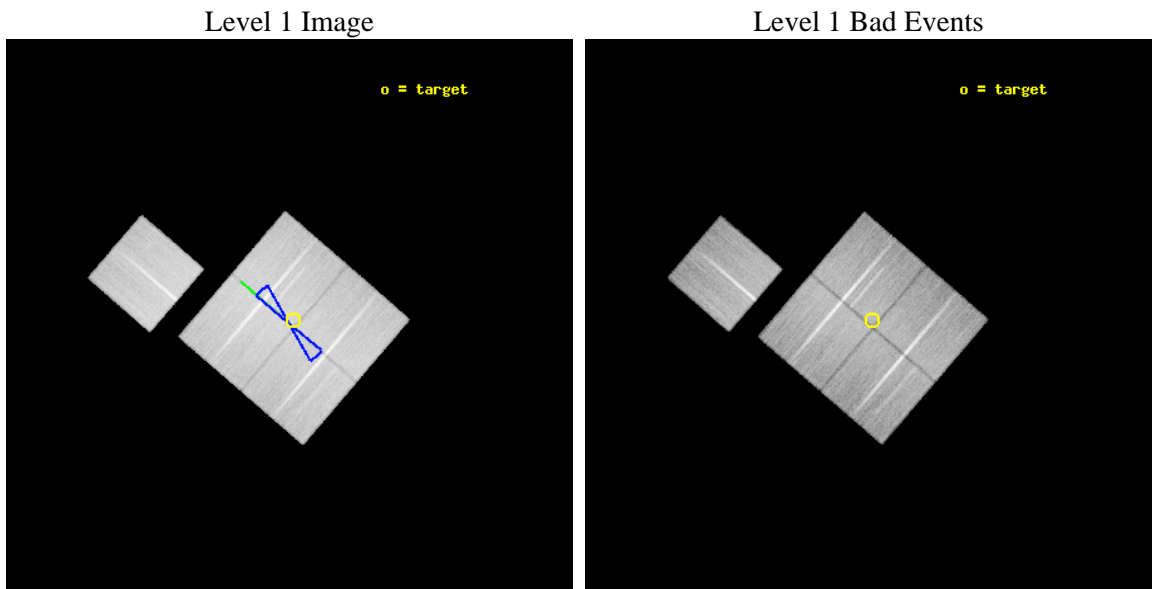 Level 1 Image
Level 1 Bad Events
o = target
o = target